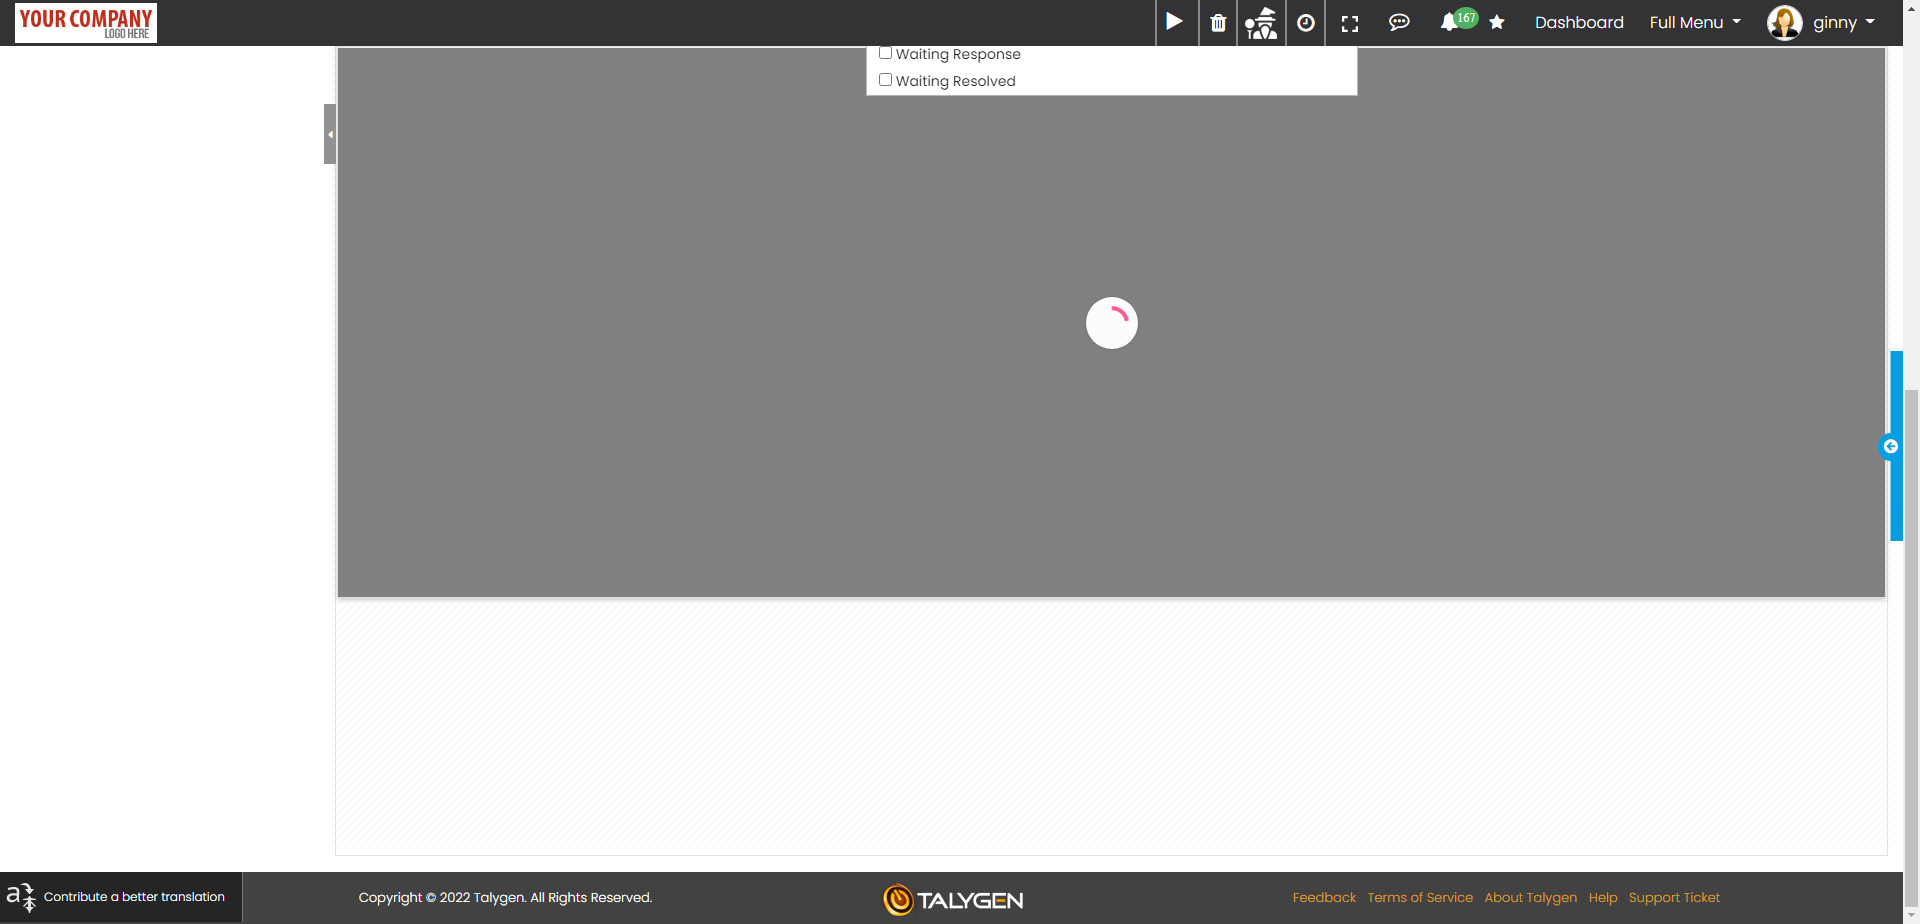 YOUR COMPANY
LOGO HERE
167
Dashboard
Full Menu
ginny
Waiting Response
Waiting Resolved
a
Contribute a better translation
Copyright © 2022 Talygen. All Rights Reserved.
TALYGEN
Feedback Terms of Service About Talygen Help Support Ticket